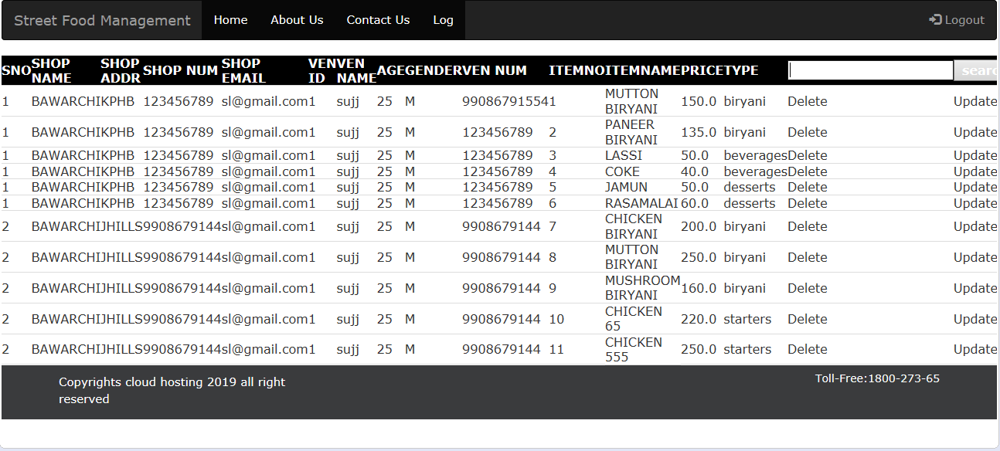 Street Food Management Home About Us Contact Us Log Logout
SNO SHOP NAME SHOP ADDR SHOP NUM SHOP EMAIL VEN ID VEN NAME AGE GENDER VEN NUM ITEMNO ITEMNAME PRICE TYPE searc
1 BAWARCHI KPHB 123456789 sl@gmail.com 1 sujj 25 M 9908679155 41 MUTTON BIRYANI 150.0 biryani Delete Update
1 BAWARCHI KPHB 123456789 sl@gmail.com 1 sujj 25 M 123456789 2 PANEER BIRYANI 135.0 biryani Delete Update
1 BAWARCHI KPHB 123456789 sl@gmail.com 1 sujj 25 M 123456789 3 LASSI 50.0 beverages Delete Update
1 BAWARCHI KPHB 123456789 sl@gmail.com 1 sujj 25 M 123456789 4 COKE 40.0 beverages Delete Update
1 BAWARCHI KPHB 123456789 sl@gmail.com 1 sujj 25 M 123456789 5 JAMUN 50.0 desserts Delete Update
1 BAWARCHI KPHB 123456789 sl@gmail.com 1 sujj 25 M 123456789 6 RASAMALAI 60.0 desserts Delete Update
2 BAWARCHI JHILLS 9908679144 sl@gmail.com 1 sujj 25 M 9908679144 7 CHICKEN BIRYANI 200.0 biryani Delete Update
2 BAWARCHI JHILLS 9908679144 sl@gmail.com 1 sujj 25 M 9908679144 8 MUTTON BIRYANI 250.0 biryani Delete Update
2 BAWARCHI JHILLS 9908679144 sl@gmail.com 1 sujj 25 M 9908679144 9 MUSHROOM BIRYANI 160.0 biryani Delete Update
2 BAWARCHI JHILLS 9908679144 sl@gmail.com 1 sujj 25 M 9908679144 10 CHICKEN 65 220.0 starters Delete Update
2 BAWARCHI JHILLS 9908679144 sl@gmail.com 1 sujj 25 M 9908679144 11 CHICKEN 555 250.0 starters Delete Update
Copyrights cloud hosting 2019 all right
reserved
Toll-Free:1800-273-65